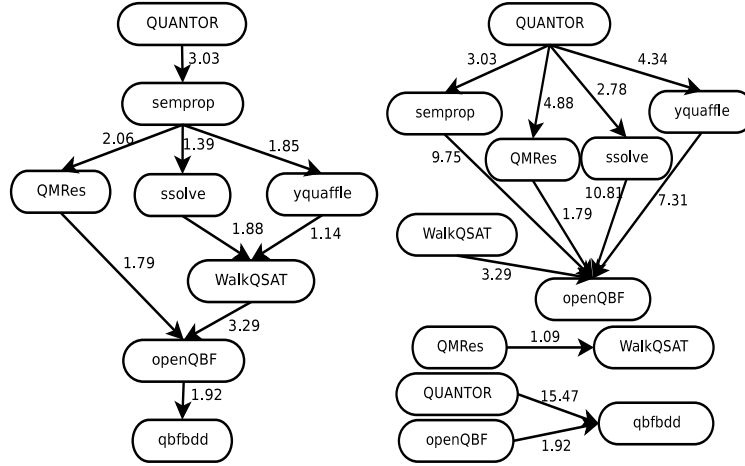 QUANTOR
3.03
semprop
2.06
1.39
1.85
QMRes
ssolve
yquaffle
1.88
1.14
1.79
WalkQSAT
3.29
openQBF
1.92
qbfbdd
QUANTOR
3.03
4.88
2.78
4.34
semprop
yquaffle
QMRes
ssolve
9.75
1.79
10.81
7.31
WalkQSAT
3.29
openQBF
QMRes
1.09
WalkQSAT
QUANTOR
15.47
qbfbdd
openQBF
1.92